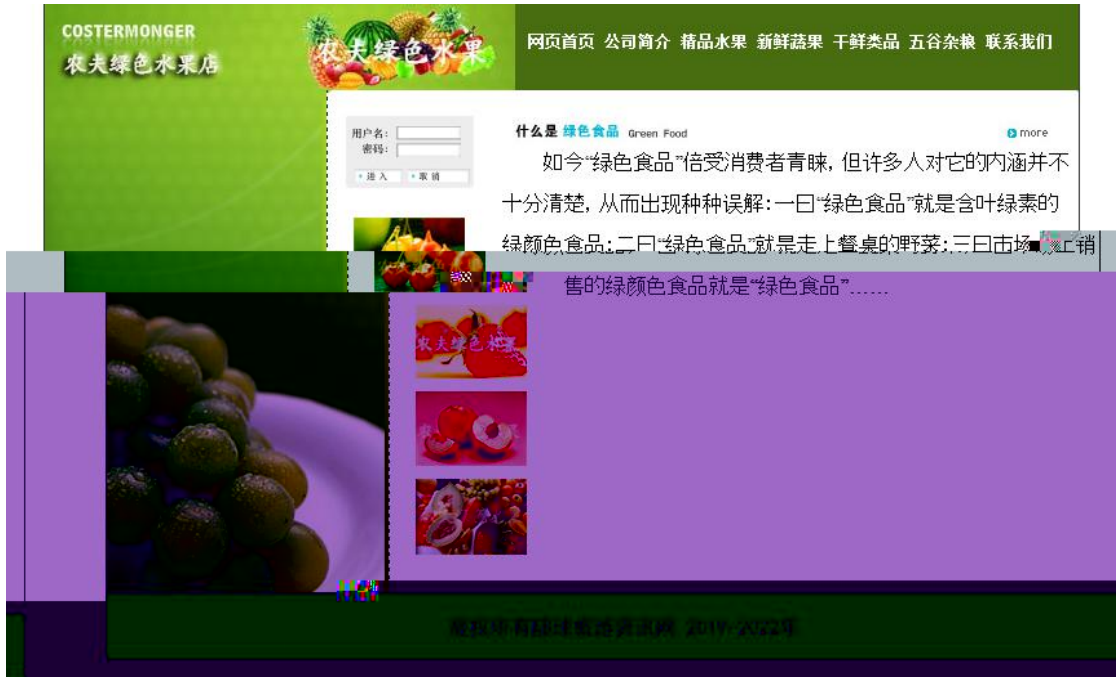 COSTERMONGER
农夫绿色水果店
农夫绿色水果
网页首页 公司简介 精品水果 新鲜蔬果 干鲜类品 五谷杂粮 联系我们
用户名：
密码：
进入 取消
什么是 绿色食品 Green Food
more
如今“绿色食品”倍受消费者青睐，但许多人对它的内涵并不
十分清楚，从而出现种种误解：一曰“绿色食品”就是含叶绿素的
绿颜色食品；二曰“绿色食品”就是走上餐桌的野菜；三曰市场上销
售的绿颜色食品就是“绿色食品”……
农夫绿色水果
2019-2022年